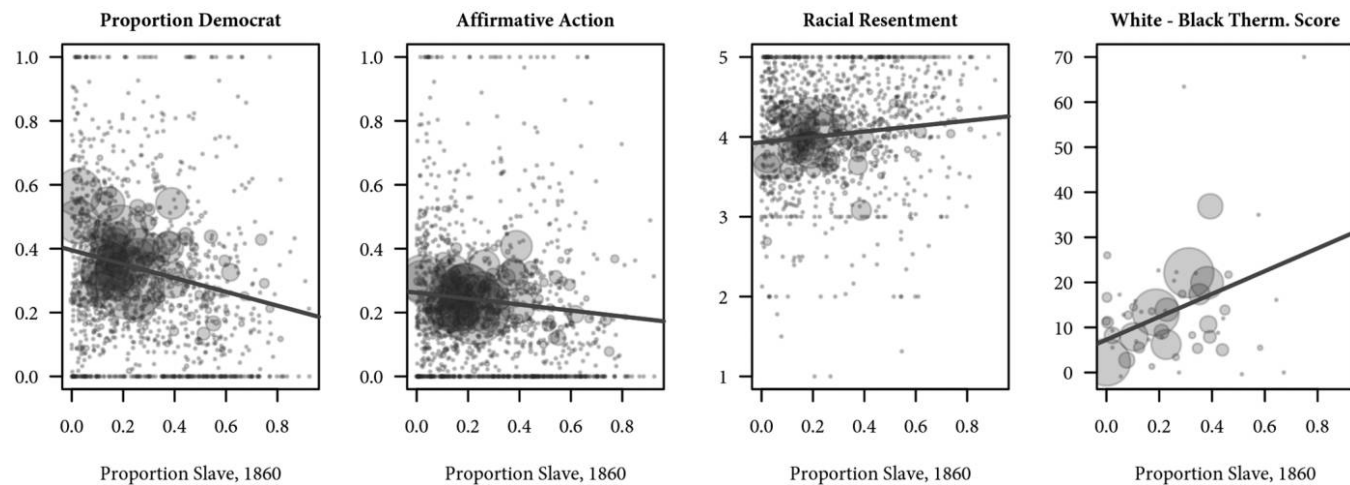 Proportion Democrat
1.0
0.8
0.6
0.4
0.2
0.0
0.0 0.2 0.4 0.6 0.8
Proportion Slave, 1860
Affirmative Action
1.0
0.8
0.6
0.4
0.2
0.0
0.0 0.2 0.4 0.6 0.8
Proportion Slave, 1860
Racial Resentment
5
4
3
2
1
0.0 0.2 0.4 0.6 0.8
Proportion Slave, 1860
White - Black Therm. Score
70
60
50
40
30
20
10
0
0.0 0.2 0.4 0.6 0.8
Proportion Slave, 1860